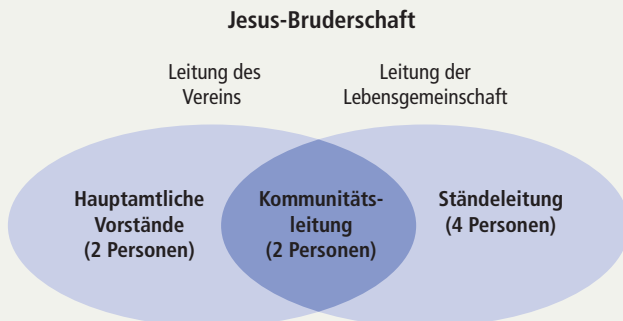 Jesus-Bruderschaft
Leitung des
Vereins
Leitung der
Lebensgemeinschaft
Hauptamtliche
Vorstände
(2 Personen)
Kommunitäts-
leitung
(2 Personen)
Ständeleitung
(4 Personen)